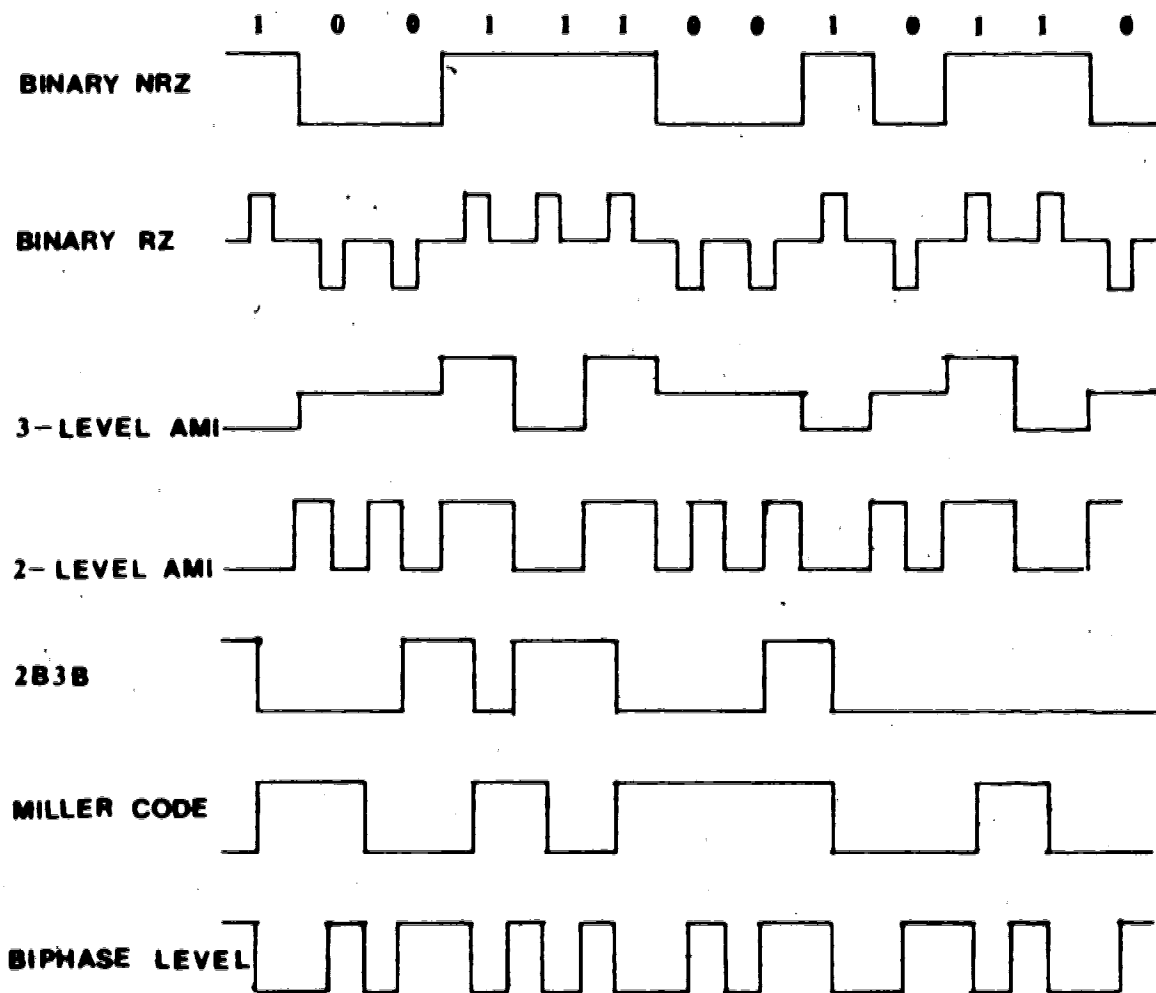 1 0 0 1 1 1 0 0 1 0 1 1 0
BINARY NRZ
BINARY RZ
3-LEVEL AMI
2-LEVEL AMI
2B3B
MILLER CODE
BIPHASE LEVEL